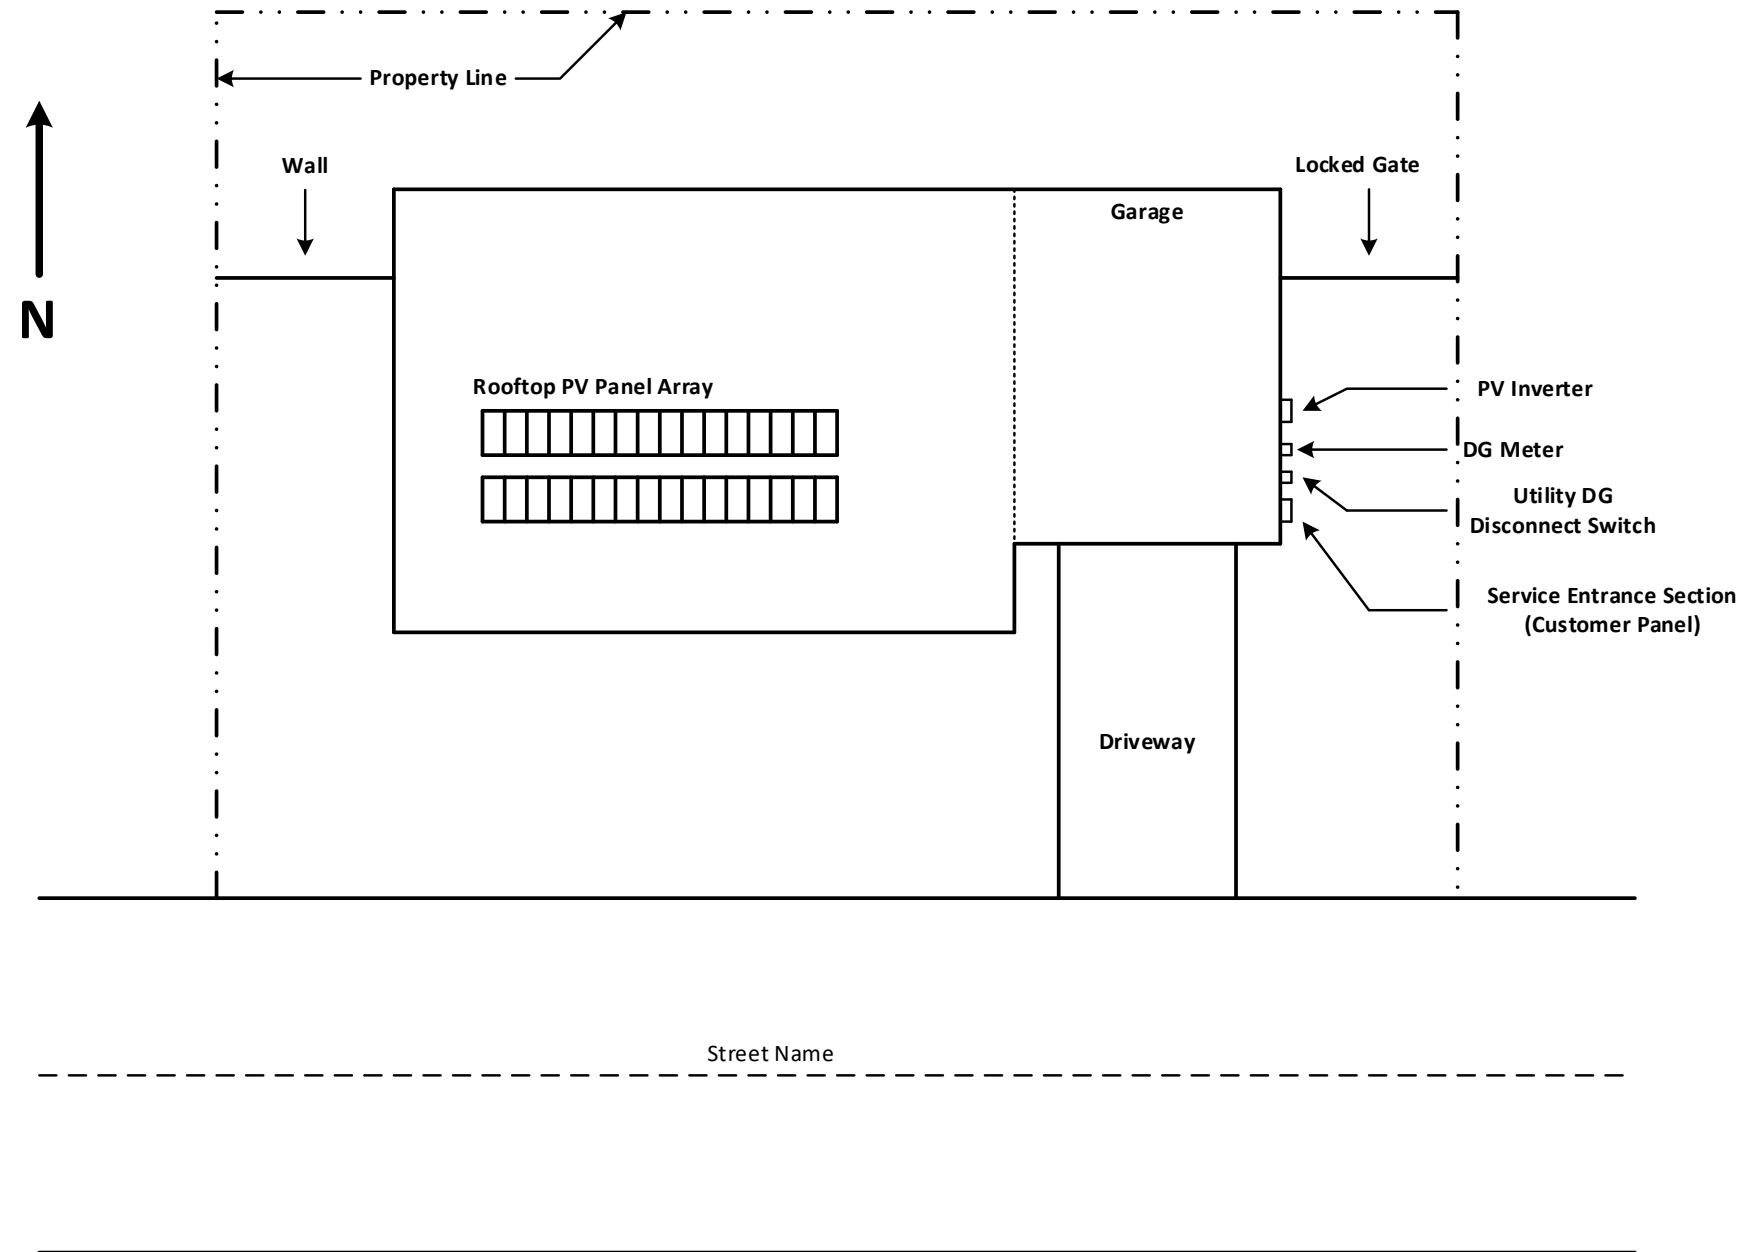 Property Line
Wall
Locked Gate
Garage
N
Rooftop PV Panel Array
PV Inverter
DG Meter
Utility DG
Disconnect Switch
Service Entrance Section
(Customer Panel)
Driveway
Street Name